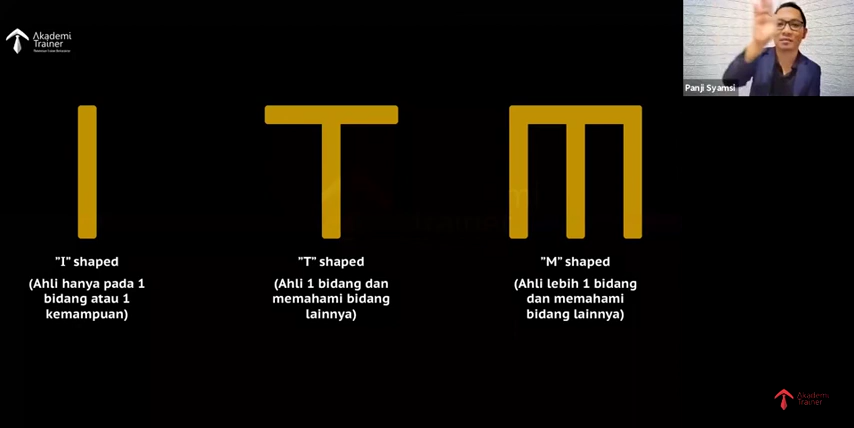 Akademi
Trainer
Panji Syamsi
"I" shaped
(Ahli hanya pada 1
bidang atau 1
kemampuan)
"T" shaped
(Ahli 1 bidang dan
memahami bidang
lainnya)
"M" shaped
(Ahli lebih 1 bidang
dan memahami
bidang lainnya)
Akademi
Trainer